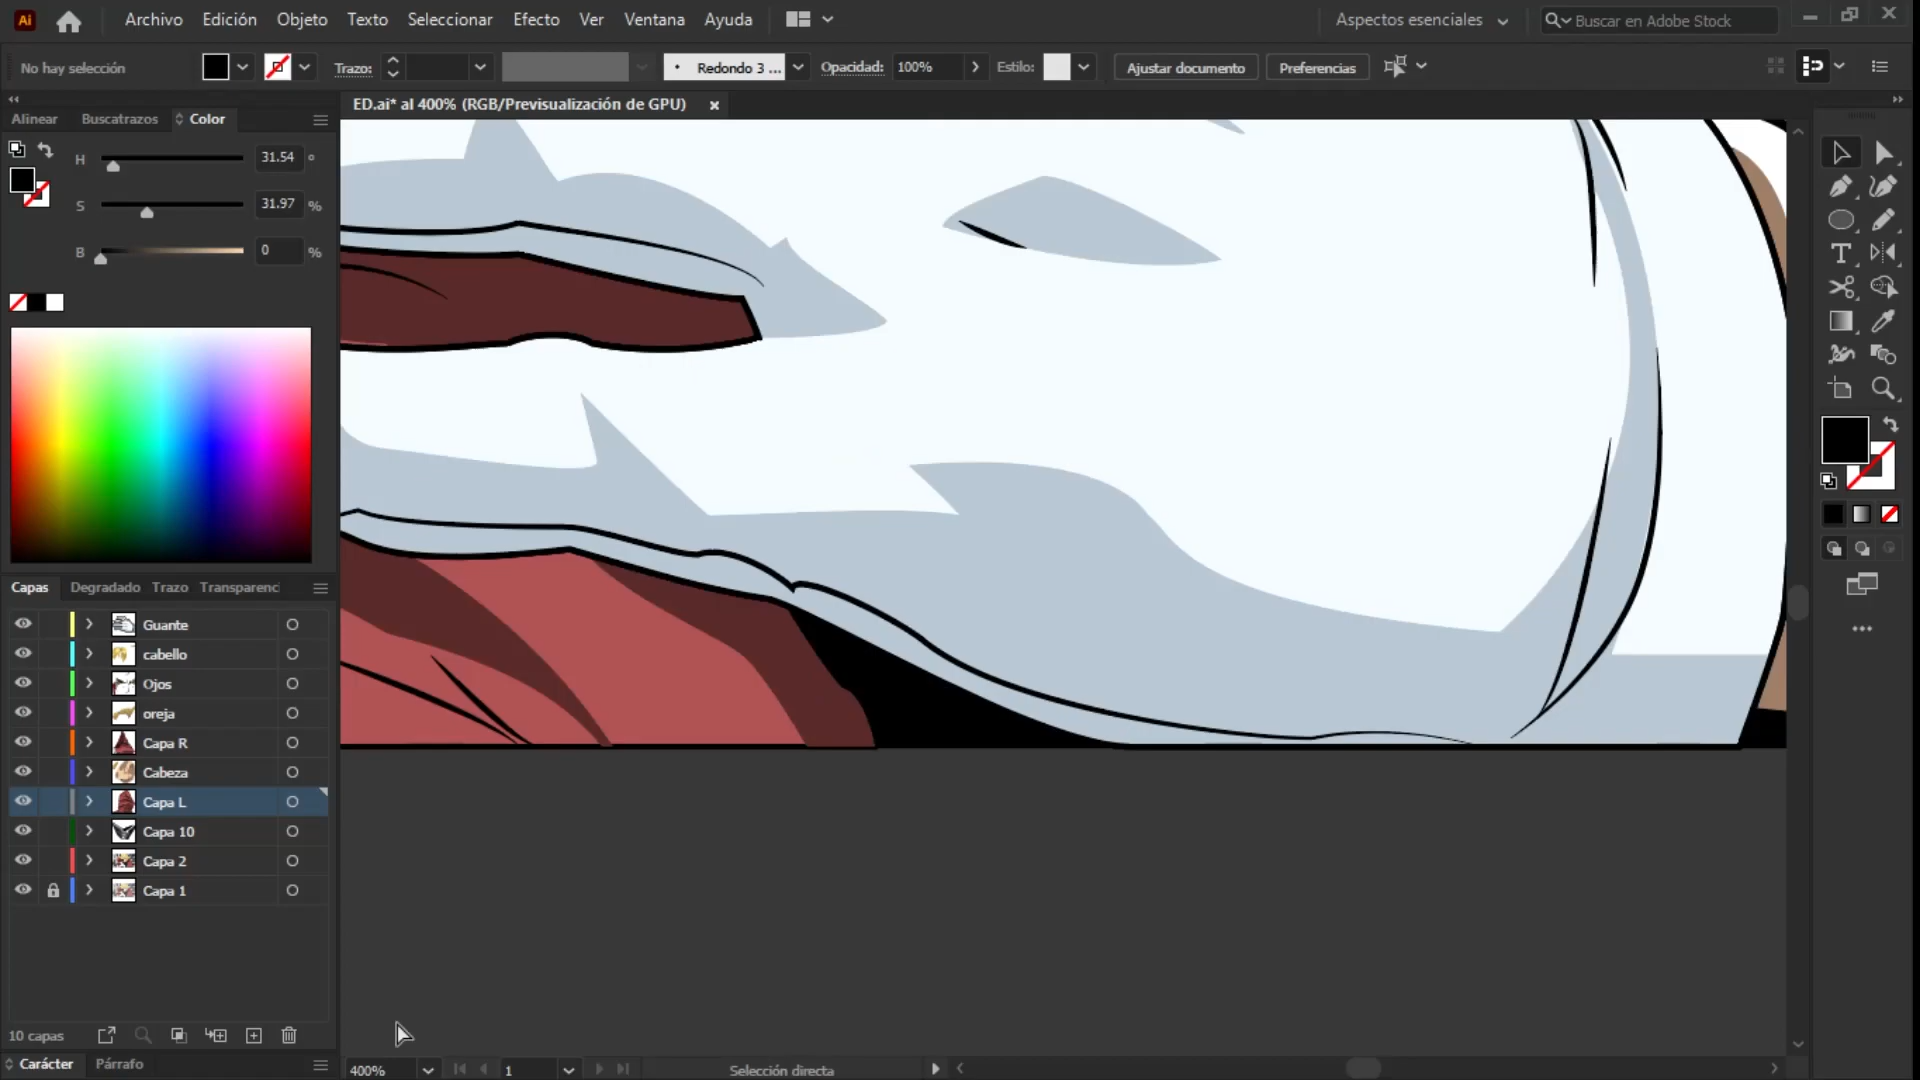 Ai Archivo Edición Objeto Texto Seleccionar Efecto Ver Ventana Ayuda Aspectos esenciales Buscar en Adobe Stock
No hay selección Trazo: Redondo 3 ... Opacidad: 100% Estilo: Ajustar documento Preferencias
ED.ai* al 400% (RGB/Previsualización de GPU)
Alinear Buscatrazos Color
H 31.54 °
S 31.97 %
B 0 %
Capas Degradado Trazo Transparenc
Guante
cabello
Ojos
oreja
Capa R
Cabeza
Capa L
Capa 10
Capa 2
Capa 1
10 capas
Carácter Párrafo
400% 1 Selección directa